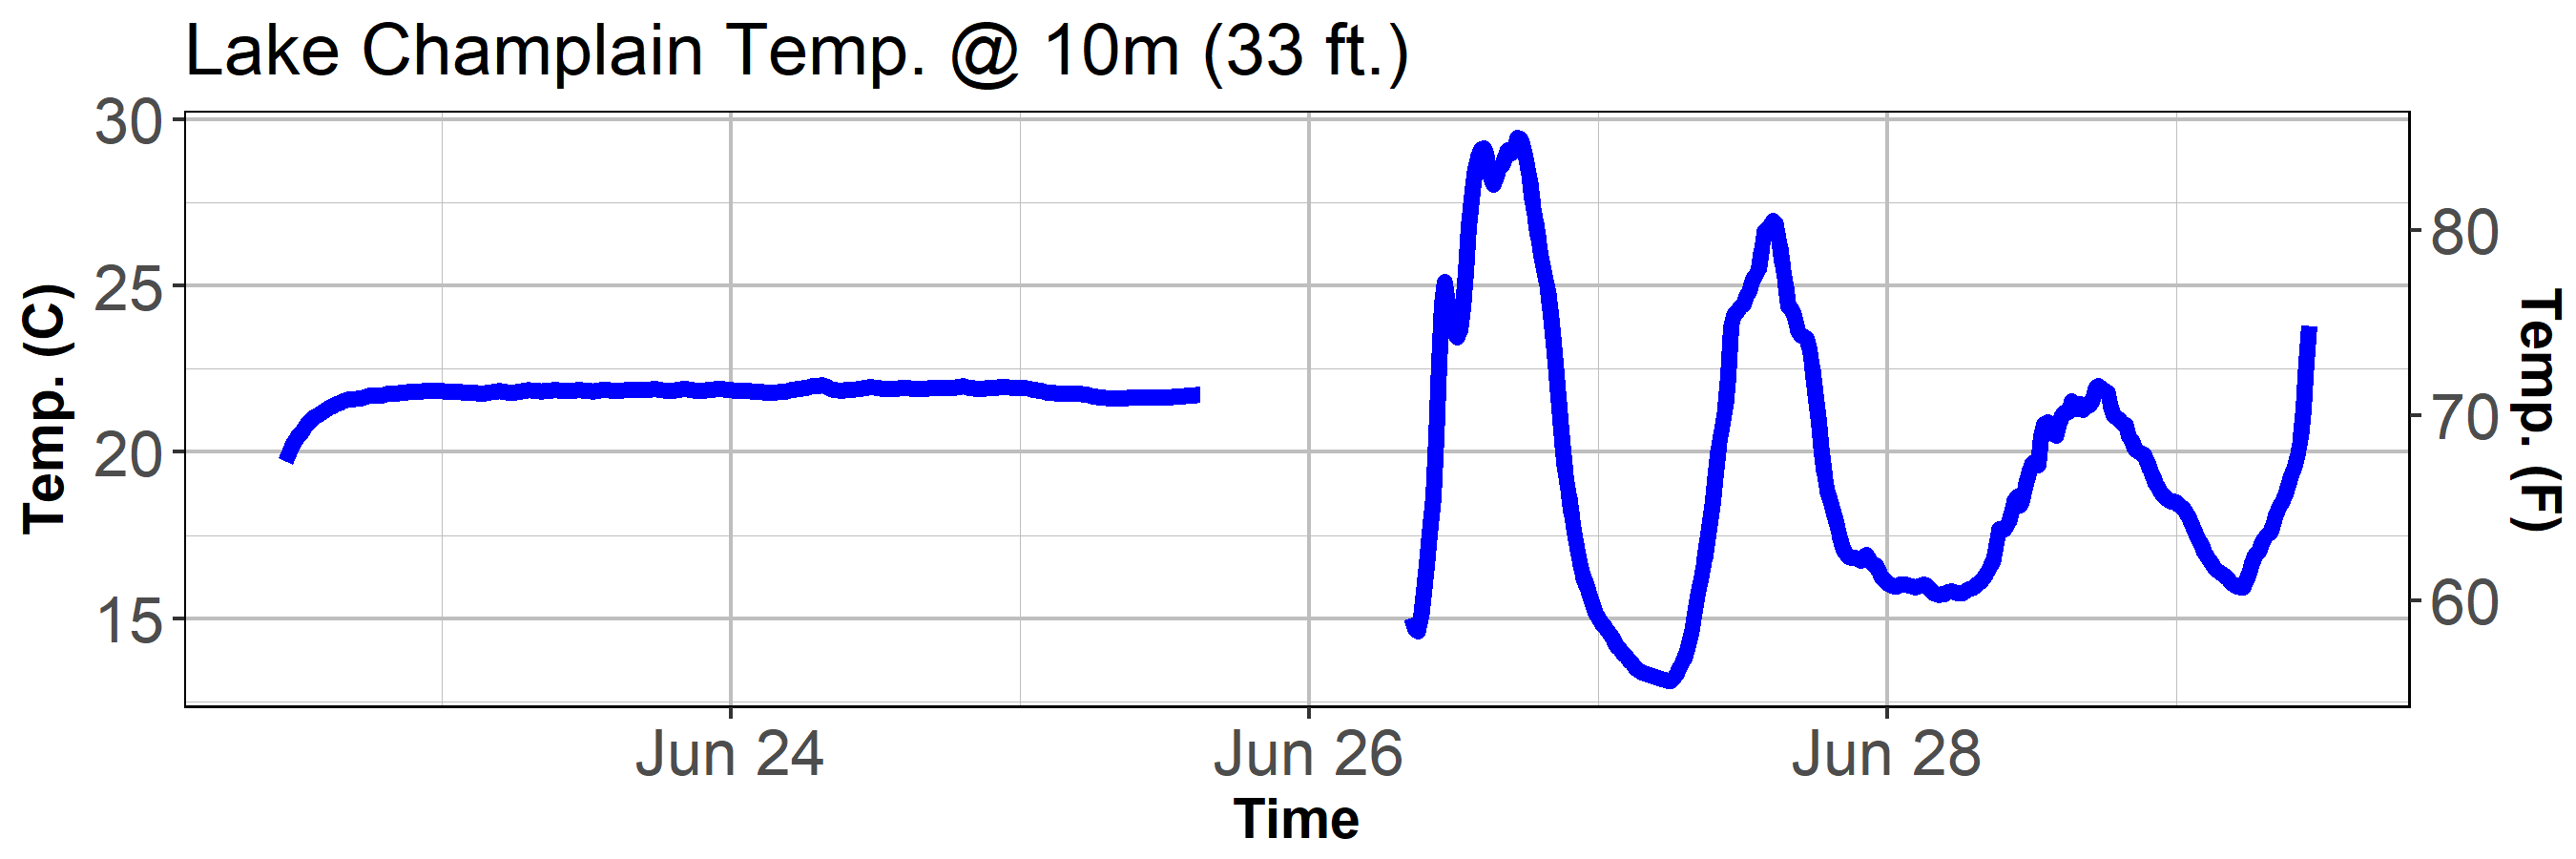 Lake Champlain Temp. @ 10m (33 ft.)
30
25
20
15
Temp. (C)
80
70
60
Temp. (F)
Jun 24 Jun 26 Jun 28
Time